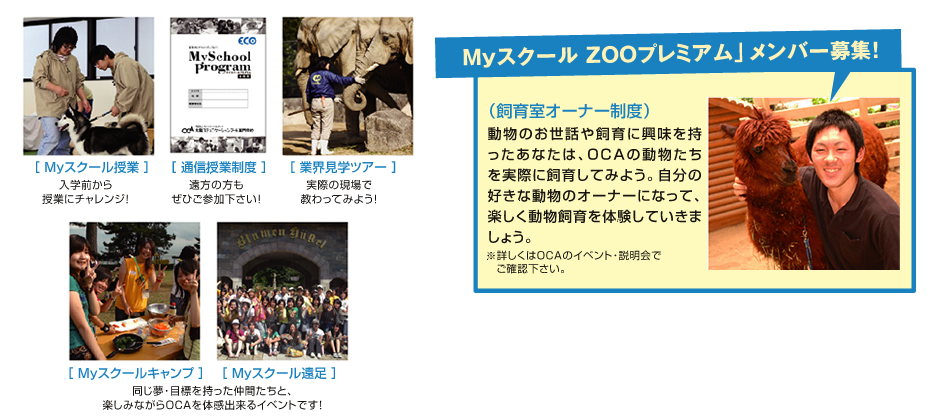 eco
MySchool
Program
[ Myスクール授業 ]
入学前から
授業にチャレンジ!
[ 通信授業制度 ]
遠方の方も
ぜひご参加下さい!
[ 業界見学ツアー ]
実際の現場で
教わってみよう!
Blumen Hügel
[ Myスクールキャンプ ]
[ Myスクール遠足 ]
同じ夢・目標を持った仲間たちと、
楽しみながらOCAを体感出来るイベントです!
Myスクール ZOOプレミアム」メンバー募集!
(飼育室オーナー制度)
動物のお世話や飼育に興味を持
ったあなたは、OCAの動物たち
を実際に飼育してみよう。自分の
好きな動物のオーナーになって、
楽しく動物飼育を体験していきま
しょう。
※詳しくはOCAのイベント・説明会で
ご確認下さい。